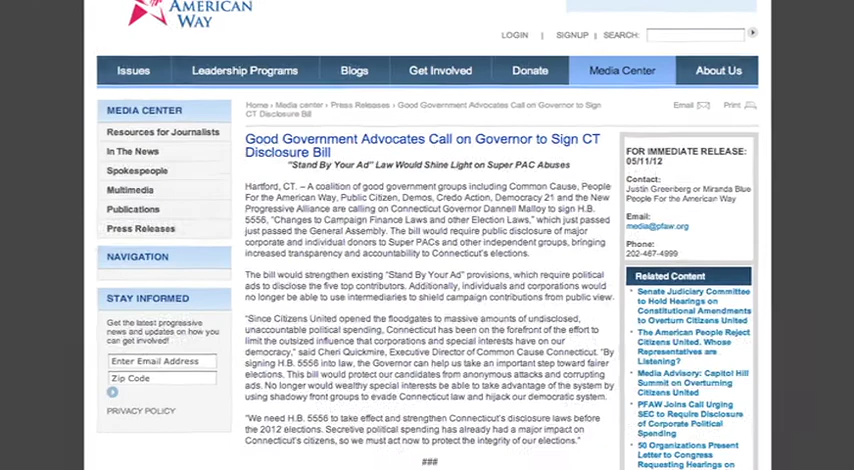 AMERICAN
WAY
LOGIN | SIGNUP | SEARCH:
Issues Leadership Programs Blogs Get Involved Donate Media Center About Us
MEDIA CENTER
Resources for Journalists
In The News
Spokespeople
Multimedia
Publications
Press Releases
NAVIGATION
STAY INFORMED
Get the latest progressive
news and updates on how you
can get involved!
Enter Email Address
Zip Code
PRIVACY POLICY
Home › Media center › Press Releases › Good Government Advocates Call on Governor to Sign
CT Disclosure Bill
Email Print
Good Government Advocates Call on Governor to Sign CT
Disclosure Bill
"Stand By Your Ad" Law Would Shine Light on Super PAC Abuses
Hartford, CT. – A coalition of good government groups including Common Cause, People
For the American Way, Public Citizen, Demos, Credo Action, Democracy 21 and the New
Progressive Alliance are calling on Connecticut Governor Dannell Malloy to sign H.B.
5556, "Changes to Campaign Finance Laws and other Election Laws," which just passed
just passed the General Assembly. The bill would require public disclosure of major
corporate and individual donors to Super PACs and other independent groups, bringing
increased transparency and accountability to Connecticut's elections.
The bill would strengthen existing "Stand By Your Ad" provisions, which require political
ads to disclose the five top contributors. Additionally, individuals and corporations would
no longer be able to use intermediaries to shield campaign contributions from public view.
"Since Citizens United opened the floodgates to massive amounts of undisclosed,
unaccountable political spending, Connecticut has been on the forefront of the effort to
limit the outsized influence that corporations and special interests have on our
democracy," said Cheri Quickmire, Executive Director of Common Cause Connecticut. "By
signing H.B. 5556 into law, the Governor can help us take an important step toward fairer
elections. This bill would protect our candidates from anonymous attacks and corrupting
ads. No longer would wealthy special interests be able to take advantage of the system by
using shadowy front groups to evade Connecticut law and hijack our democratic system.
"We need H.B. 5556 to take effect and strengthen Connecticut's disclosure laws before
the 2012 elections. Secretive political spending has already had a major impact on
Connecticut's citizens, so we must act now to protect the integrity of our elections."
###
FOR IMMEDIATE RELEASE:
05/11/12
Contact:
Justin Greenberg or Miranda Blue
People For the American Way
Email:
media@pfaw.org
Phone:
202-467-4999
Related Content
Senate Judiciary Committee
to Hold Hearings on
Constitutional Amendments
to Overturn Citizens United
The American People Reject
Citizens United. Whose
Representatives are
Listening?
Media Advisory: Capitol Hill
Summit on Overturning
Citizens United
PFAW Joins Call Urging
SEC to Require Disclosure
of Corporate Political
Spending
50 Organizations Present
Letter to Congress
Requesting Hearings on